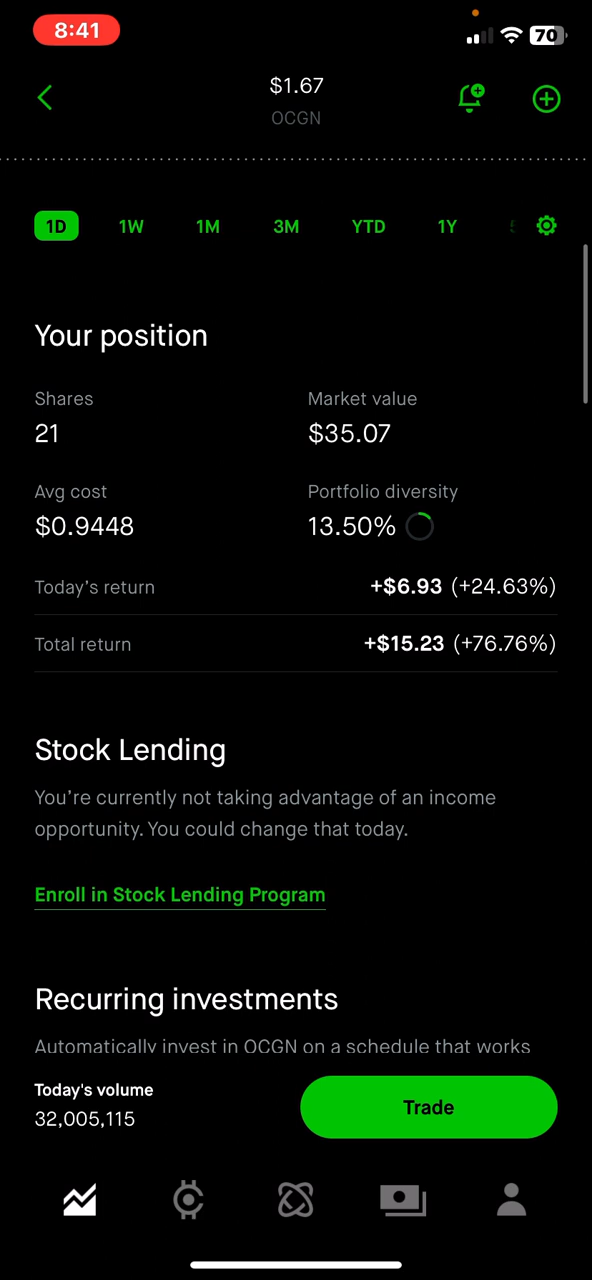 8:41
70
$1.67
OCGN
1D 1W 1M 3M YTD 1Y
Your position
Shares Market value
21 $35.07
Avg cost Portfolio diversity
$0.9448 13.50%
Today's return +$6.93 (+24.63%)
Total return +$15.23 (+76.76%)
Stock Lending
You're currently not taking advantage of an income
opportunity. You could change that today.
Enroll in Stock Lending Program
Recurring investments
Automatically invest in OCGN on a schedule that works
Today's volume
32,005,115
Trade